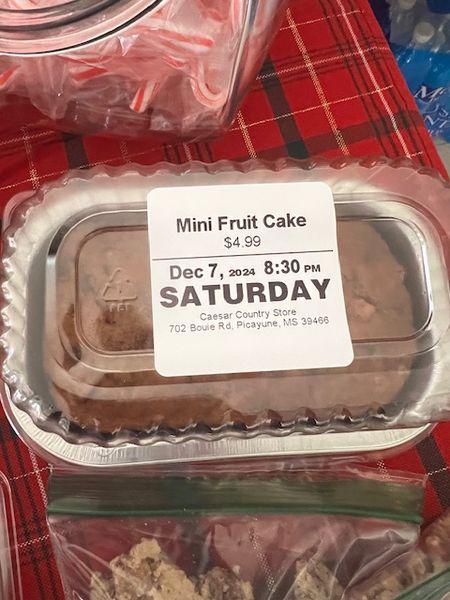 Mini Fruit Cake
$4.99
Dec 7, 2024 8:30 PM
SATURDAY
Caesar Country Store
702 Bouie Rd, Picayune, MS 39466
PET